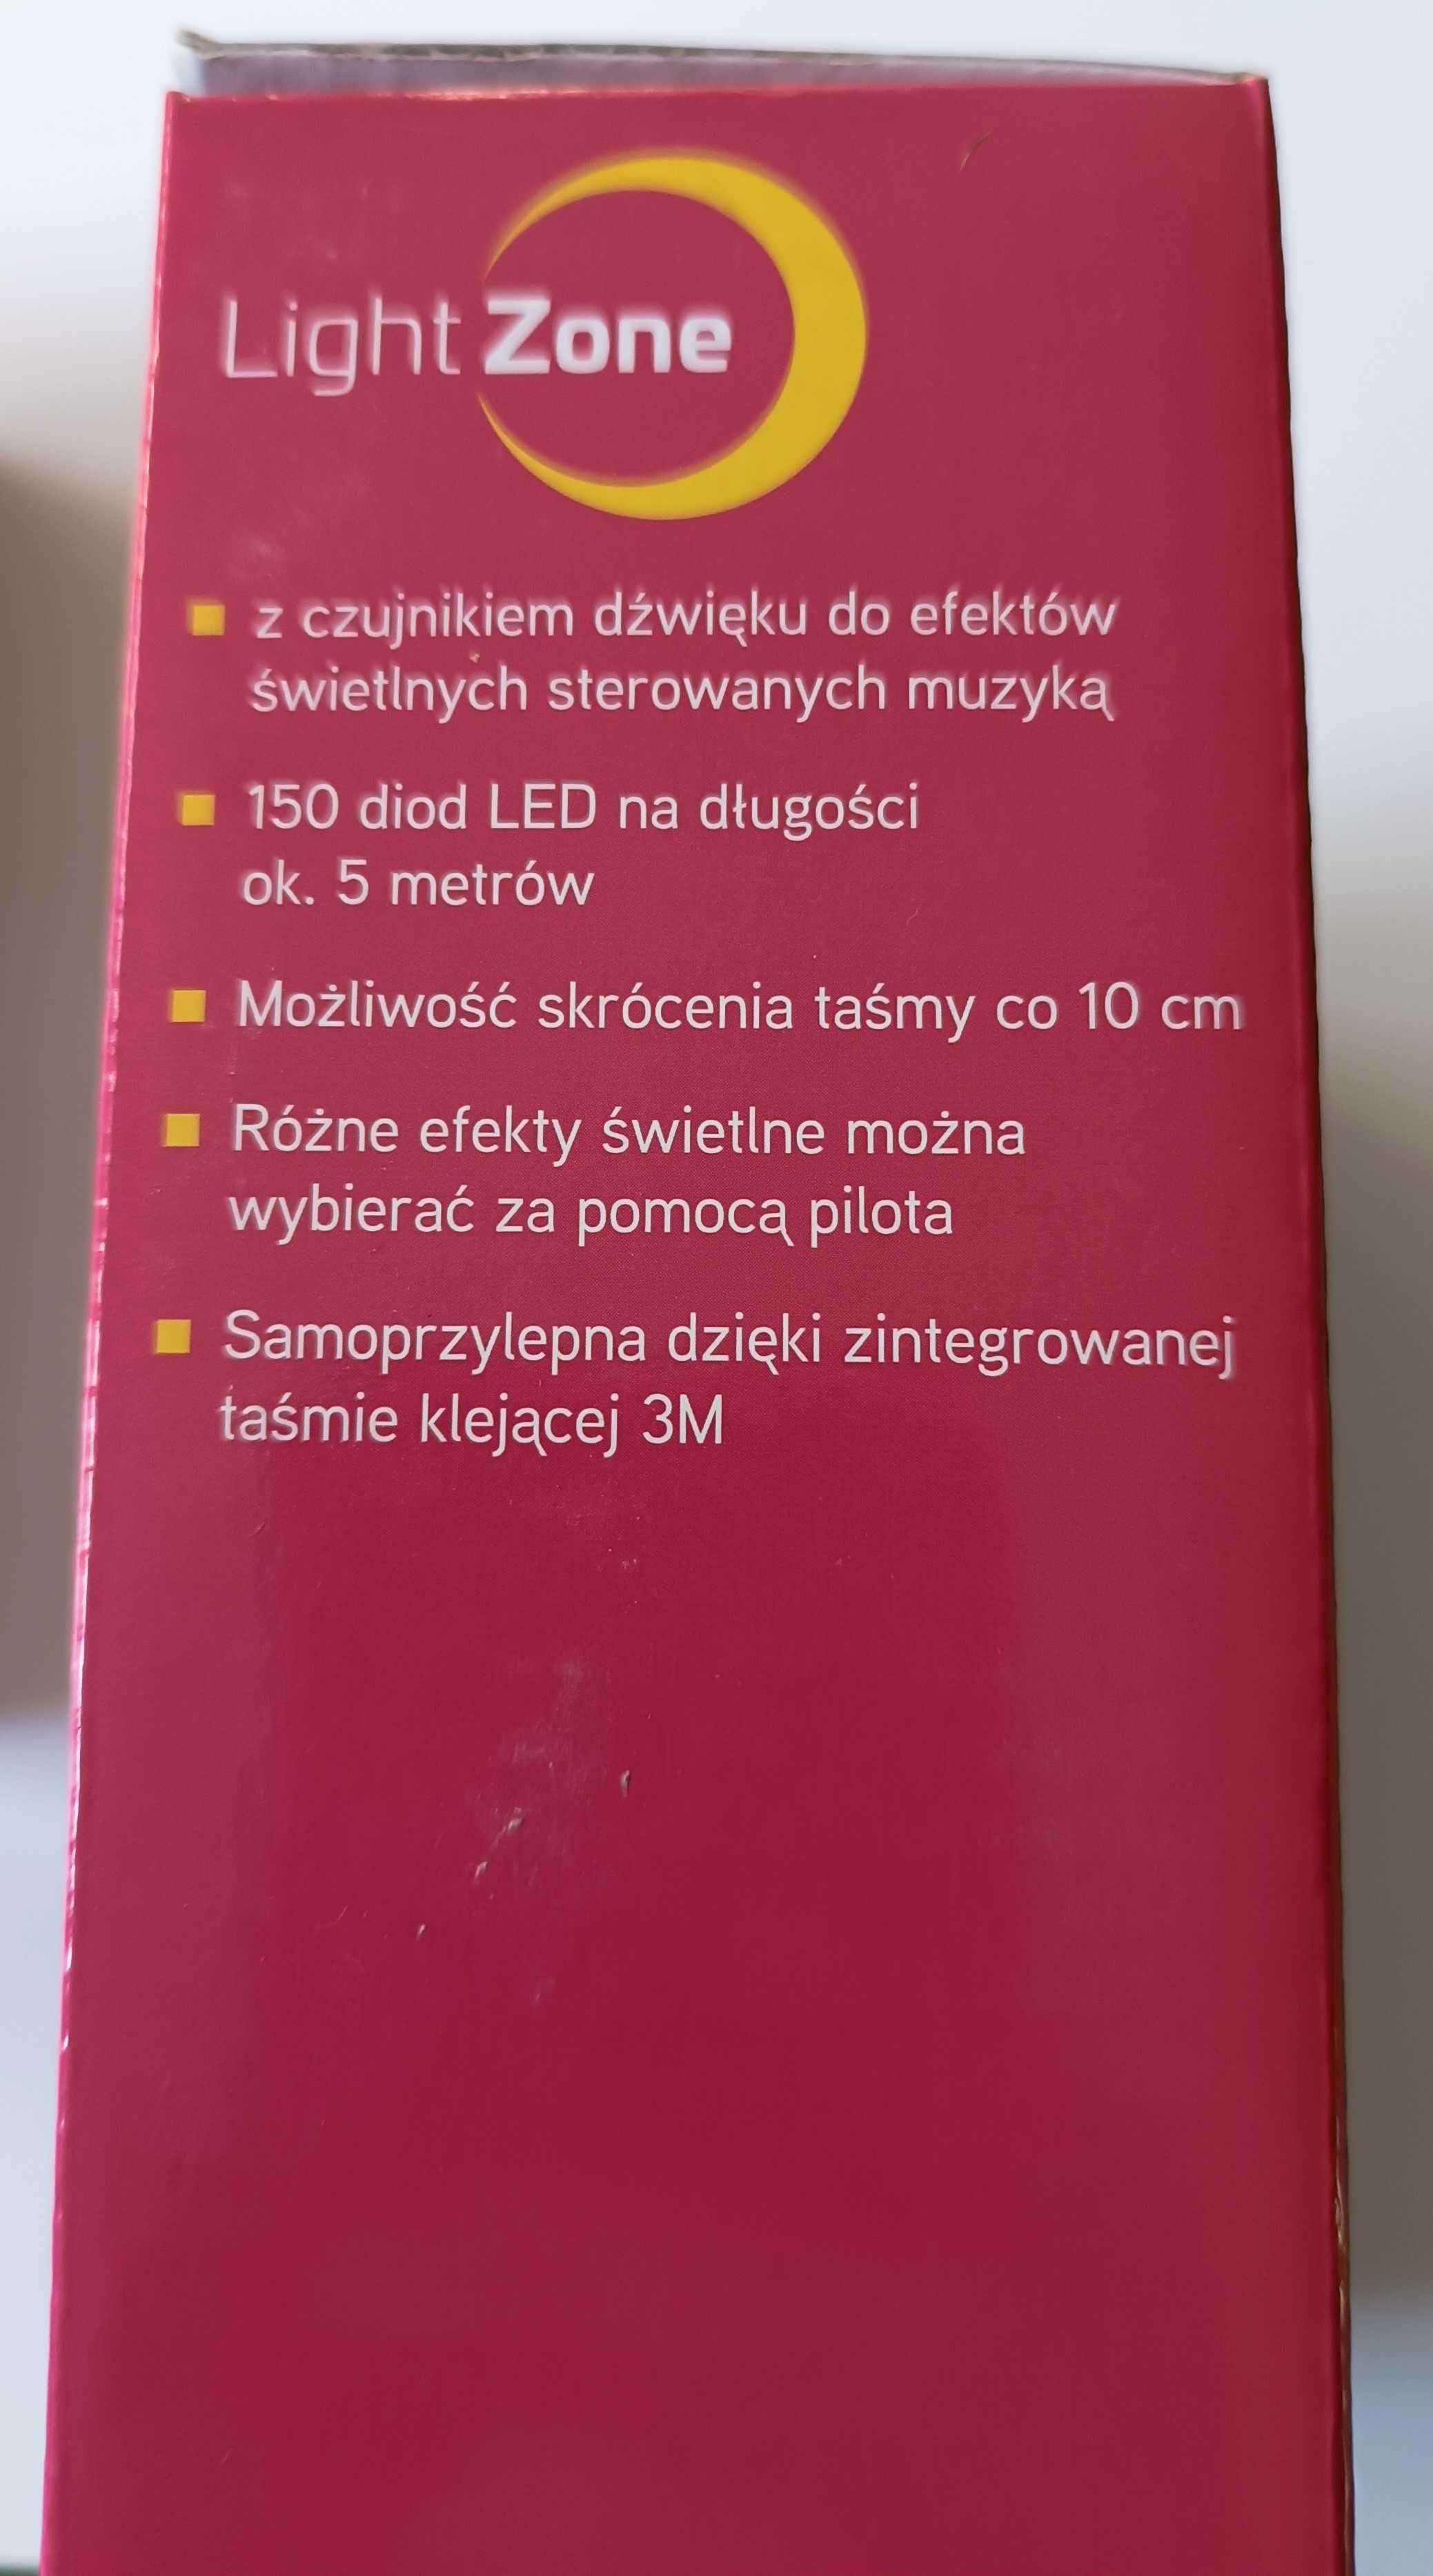 Light Zone
z czujnikiem dźwięku do efektów
świetlnych sterowanych muzyką
150 diod LED na długości
ok. 5 metrów
Możliwość skrócenia taśmy co 10 cm
Różne efekty świetlne można
wybierać za pomocą pilota
Samoprzylepna dzięki zintegrowanej
taśmie klejącej 3M